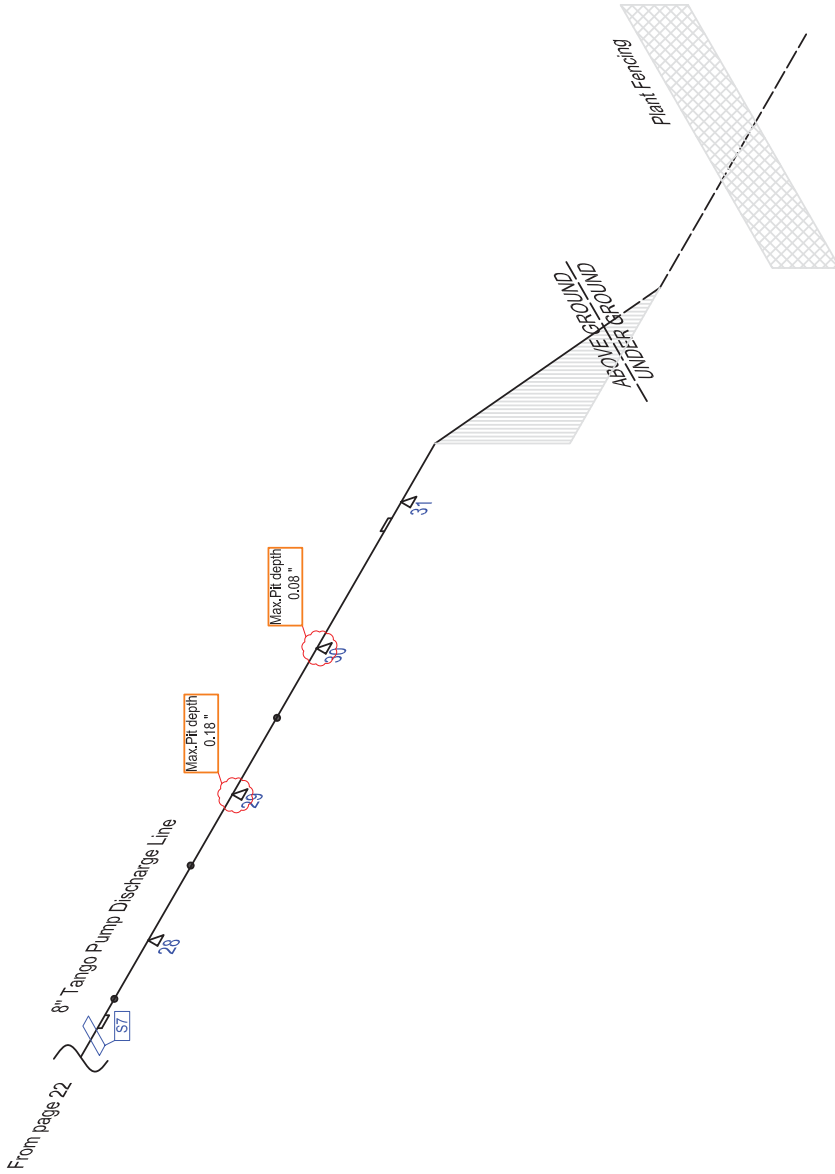 Plant Fencing
ABOVE GROUND
UNDER GROUND
31
Max.Pit depth
0.08 "
30
Max.Pit depth
0.18 "
29
8" Tango Pump Discharge Line
28
S7
From page 22